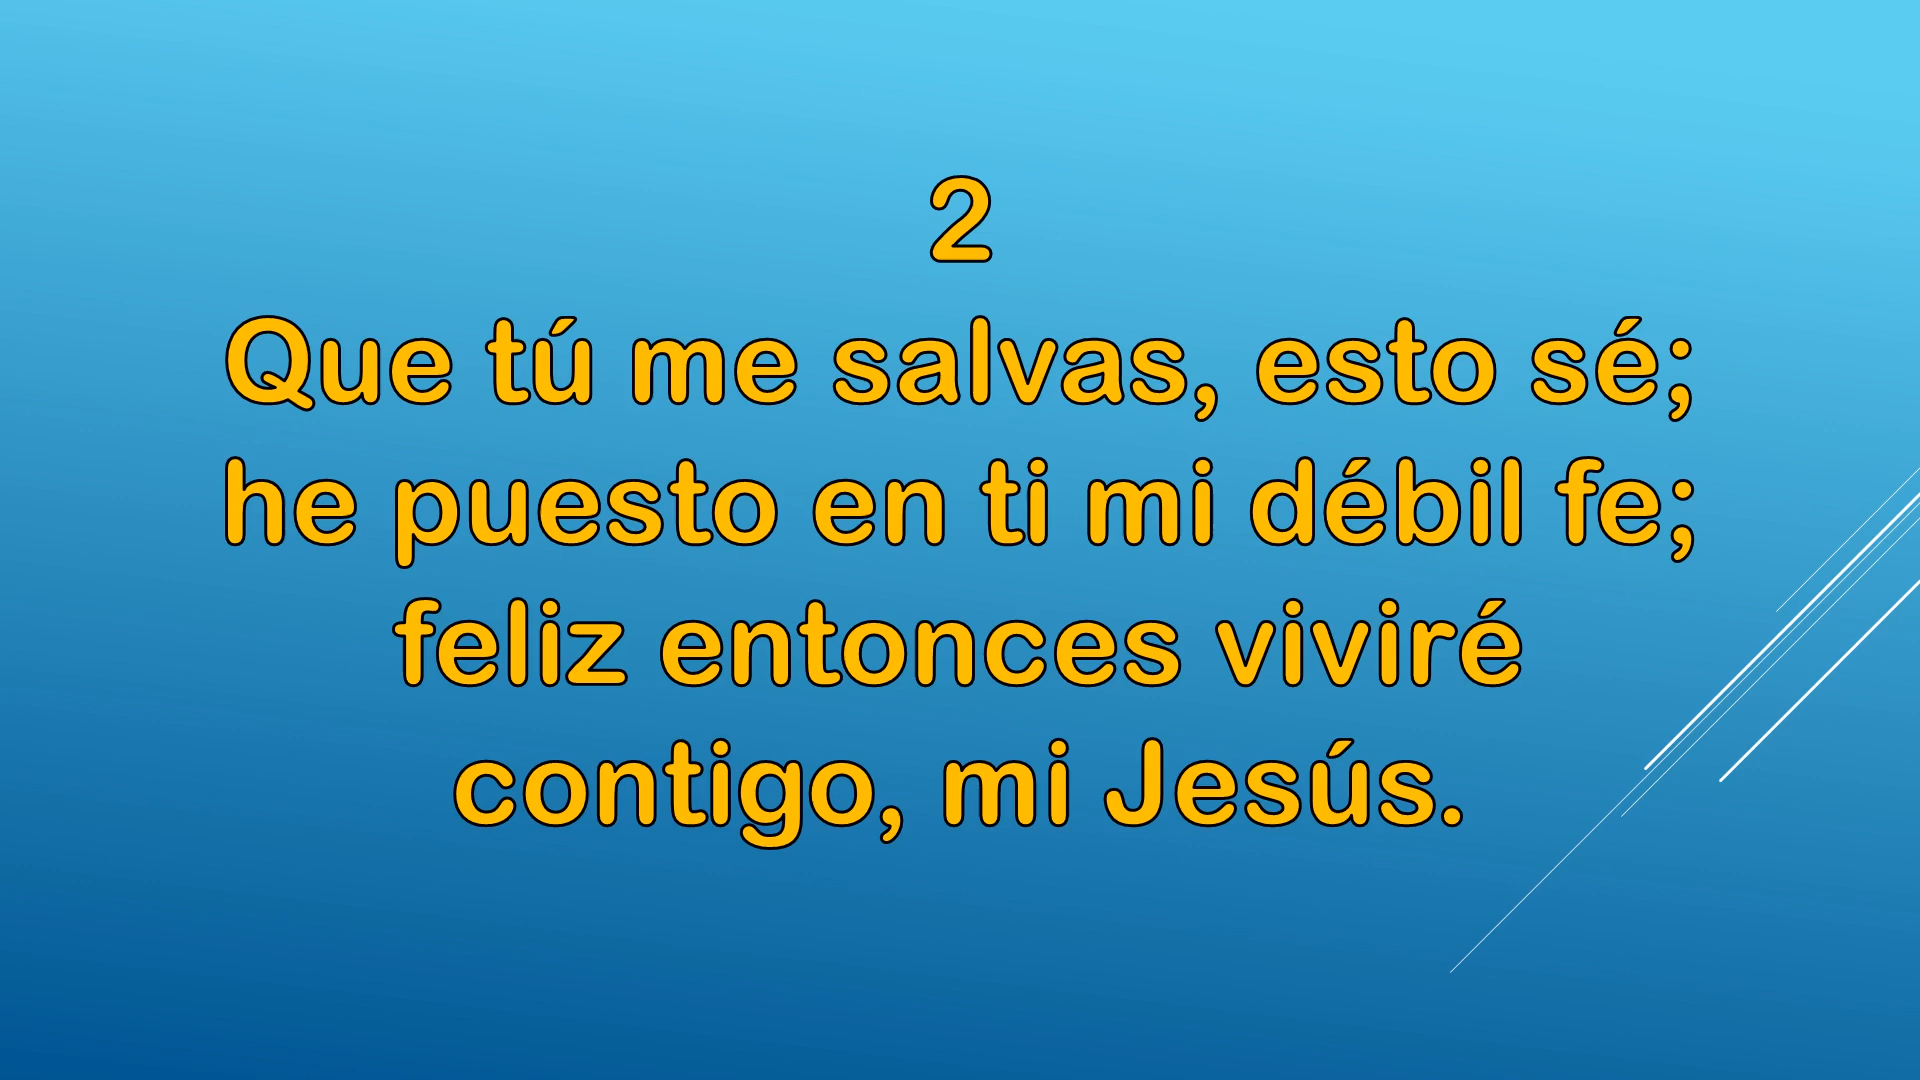 2
Que tú me salvas, esto sé;
he puesto en ti mi débil fe;
feliz entonces viviré
contigo, mi Jesús.